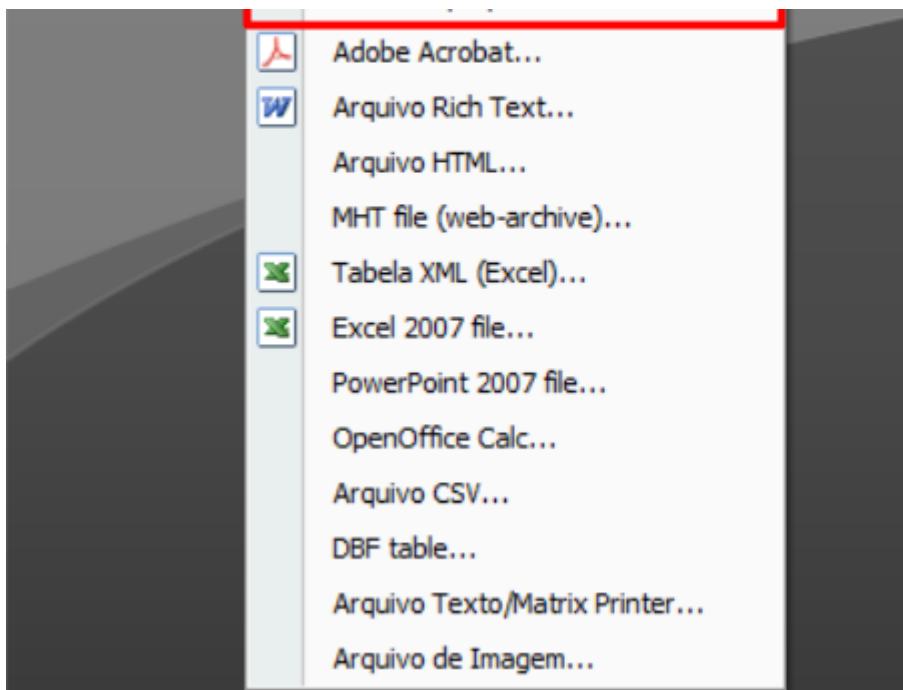 Adobe Acrobat...
Arquivo Rich Text...
Arquivo HTML...
MHT file (web-archive)...
Tabela XML (Excel)...
Excel 2007 file...
PowerPoint 2007 file...
OpenOffice Calc...
Arquivo CSV...
DBF table...
Arquivo Texto/Matrix Printer...
Arquivo de Imagem...